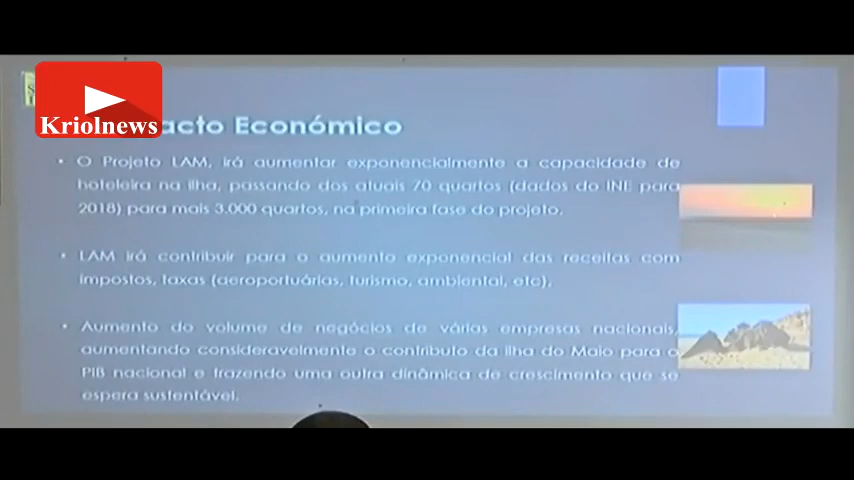 Kriolnews
acto Económico
• O Projeto LAM, irá aumentar exponencialmente a capacidade de
hoteleira na ilha, passando dos atuais 70 quartos (dados do INE para
2018) para mais 3.000 quartos, na primeira fase do projeto.
• LAM irá contribuir para o aumento exponencial das receitas com
impostos, taxas (aeroportuárias, turismo, ambiental, etc).
• Aumento do volume de negócios de várias empresas nacionais,
aumentando consideravelmente o contributo da ilha do Maio para o
PIB nacional e trazendo uma outra dinâmica de crescimento que se
espera sustentável.